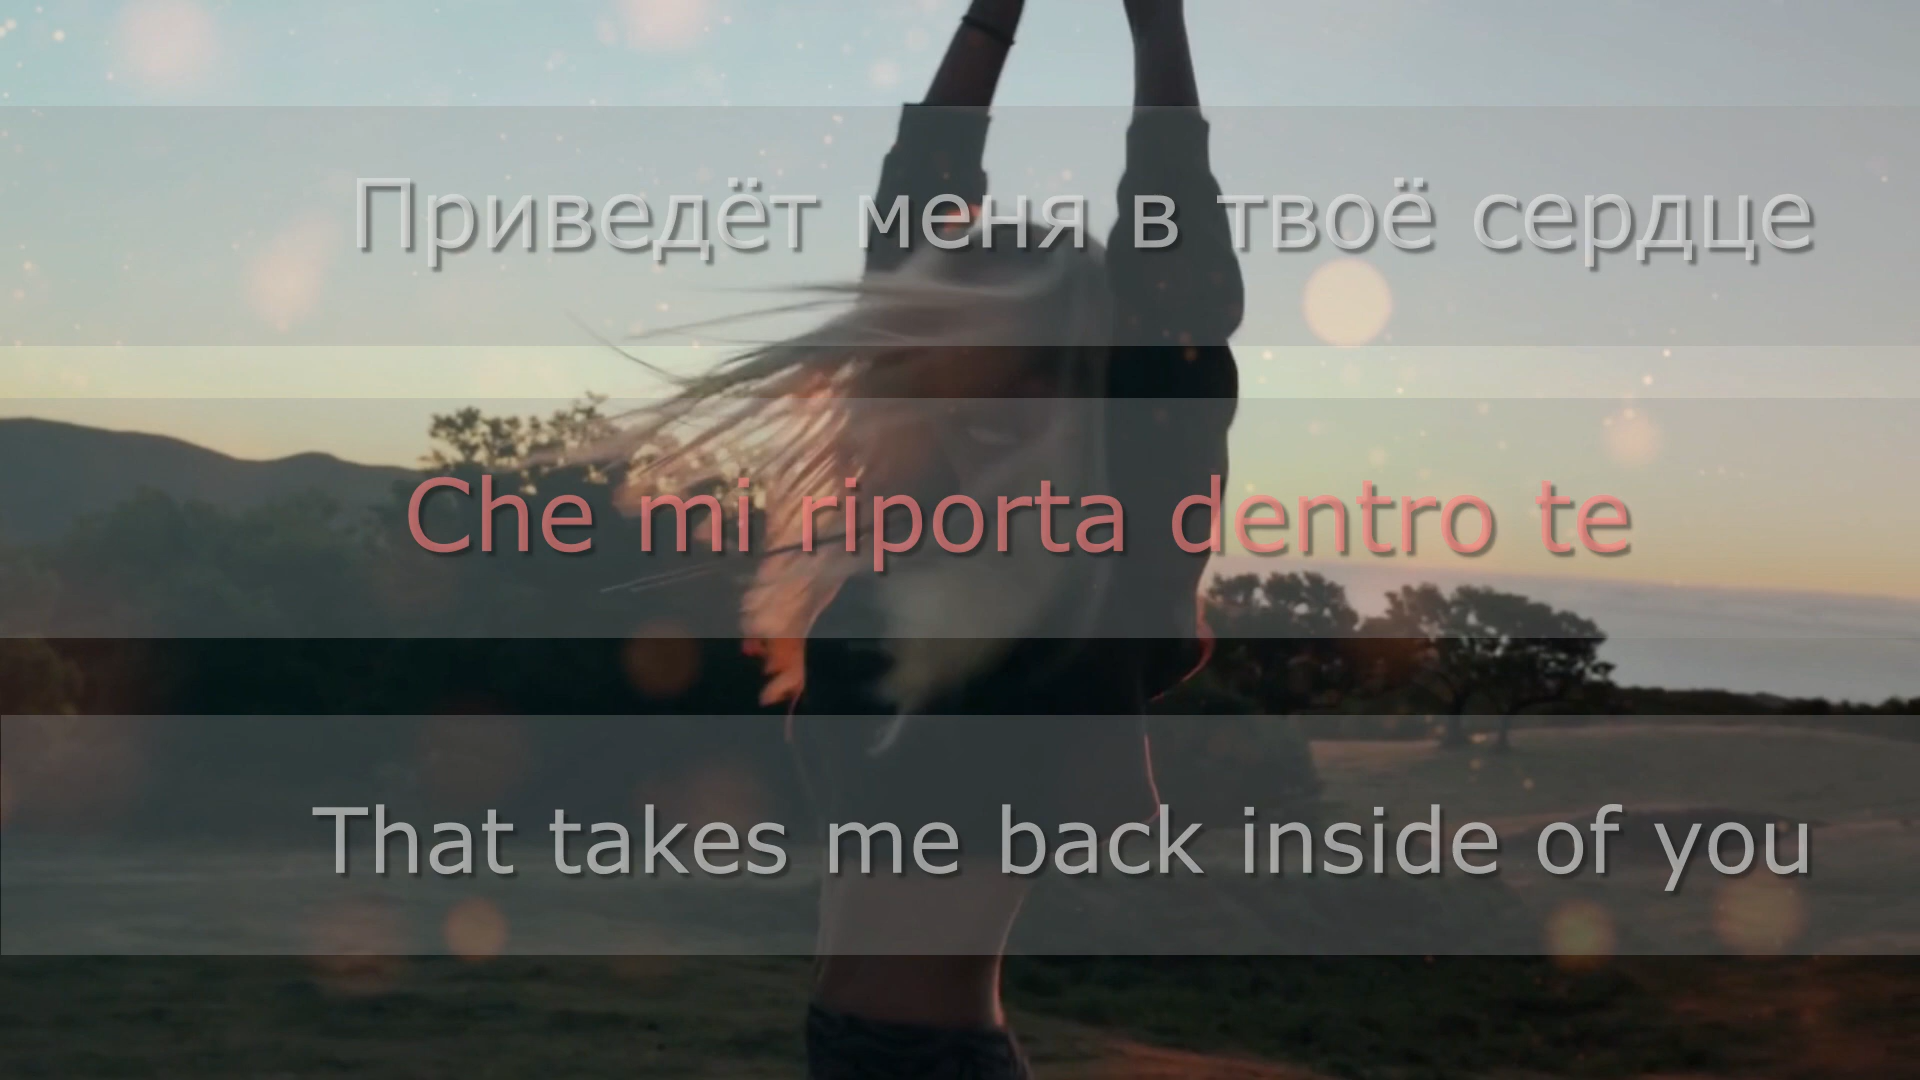 Приведёт меня в твоё сердце
Che mi riporta dentro te
That takes me back inside of you